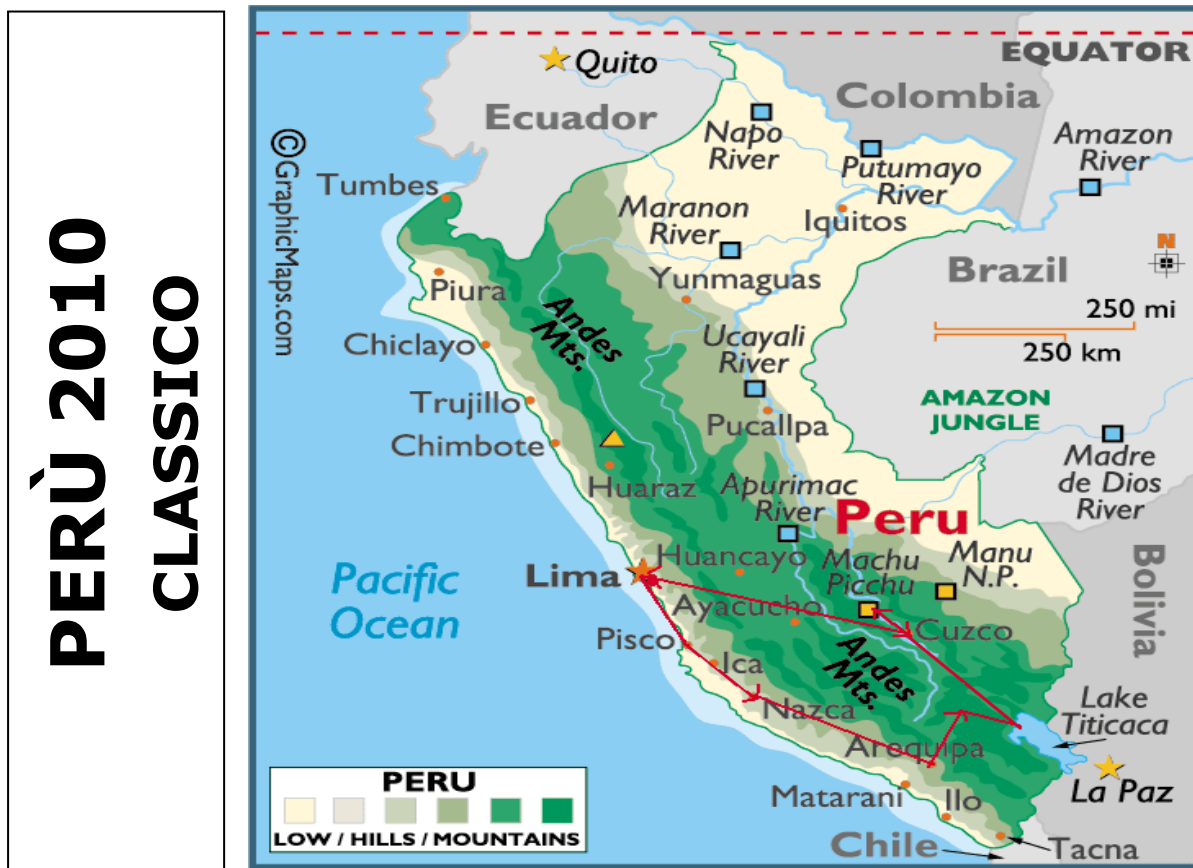 PERÙ 2010
CLASSICO
EQUATOR
Quito
Colombia
Ecuador
©GraphicMaps.com
Napo
River
Putumayo
River
Amazon
River
Tumbes
Maranon
River
Iquitos
N
Brazil
Yunmaguas
Piura
Andes
Mts.
250 mi
250 km
Chiclayo
Ucayali
River
Trujillo
AMAZON
JUNGLE
Pucallpa
Chimbote
Madre
de Dios
River
Huaraz
Apurimac
River
Peru
Bolivia
Huancayo
Machu
Picchu
Manu
N.P.
Lima
Pacific
Ocean
Ayacucho
Cuzco
Pisco
Ica
Andes
Mts.
Nazca
Lake
Titicaca
Arequipa
PERU
LOW / HILLS / MOUNTAINS
Matarani
Ilo
La Paz
Chile
Tacna